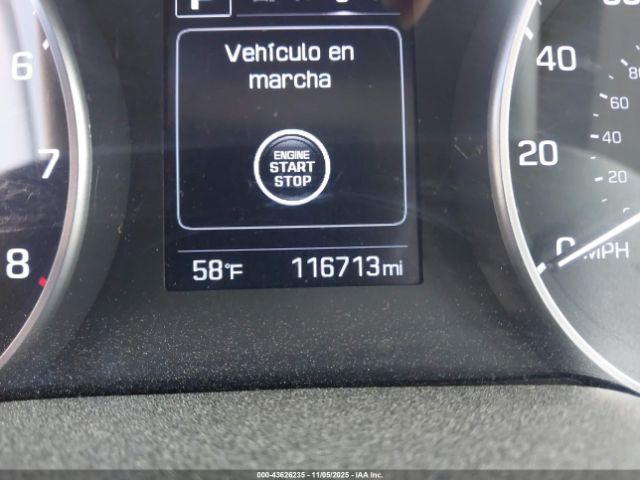 P
Vehículo en
marcha
ENGINE
START
STOP
58°F 116713mi
6
7
8
40
20
0 MPH
80
60
40
20
000-43626235 - 11/05/2025 - IAA Inc.